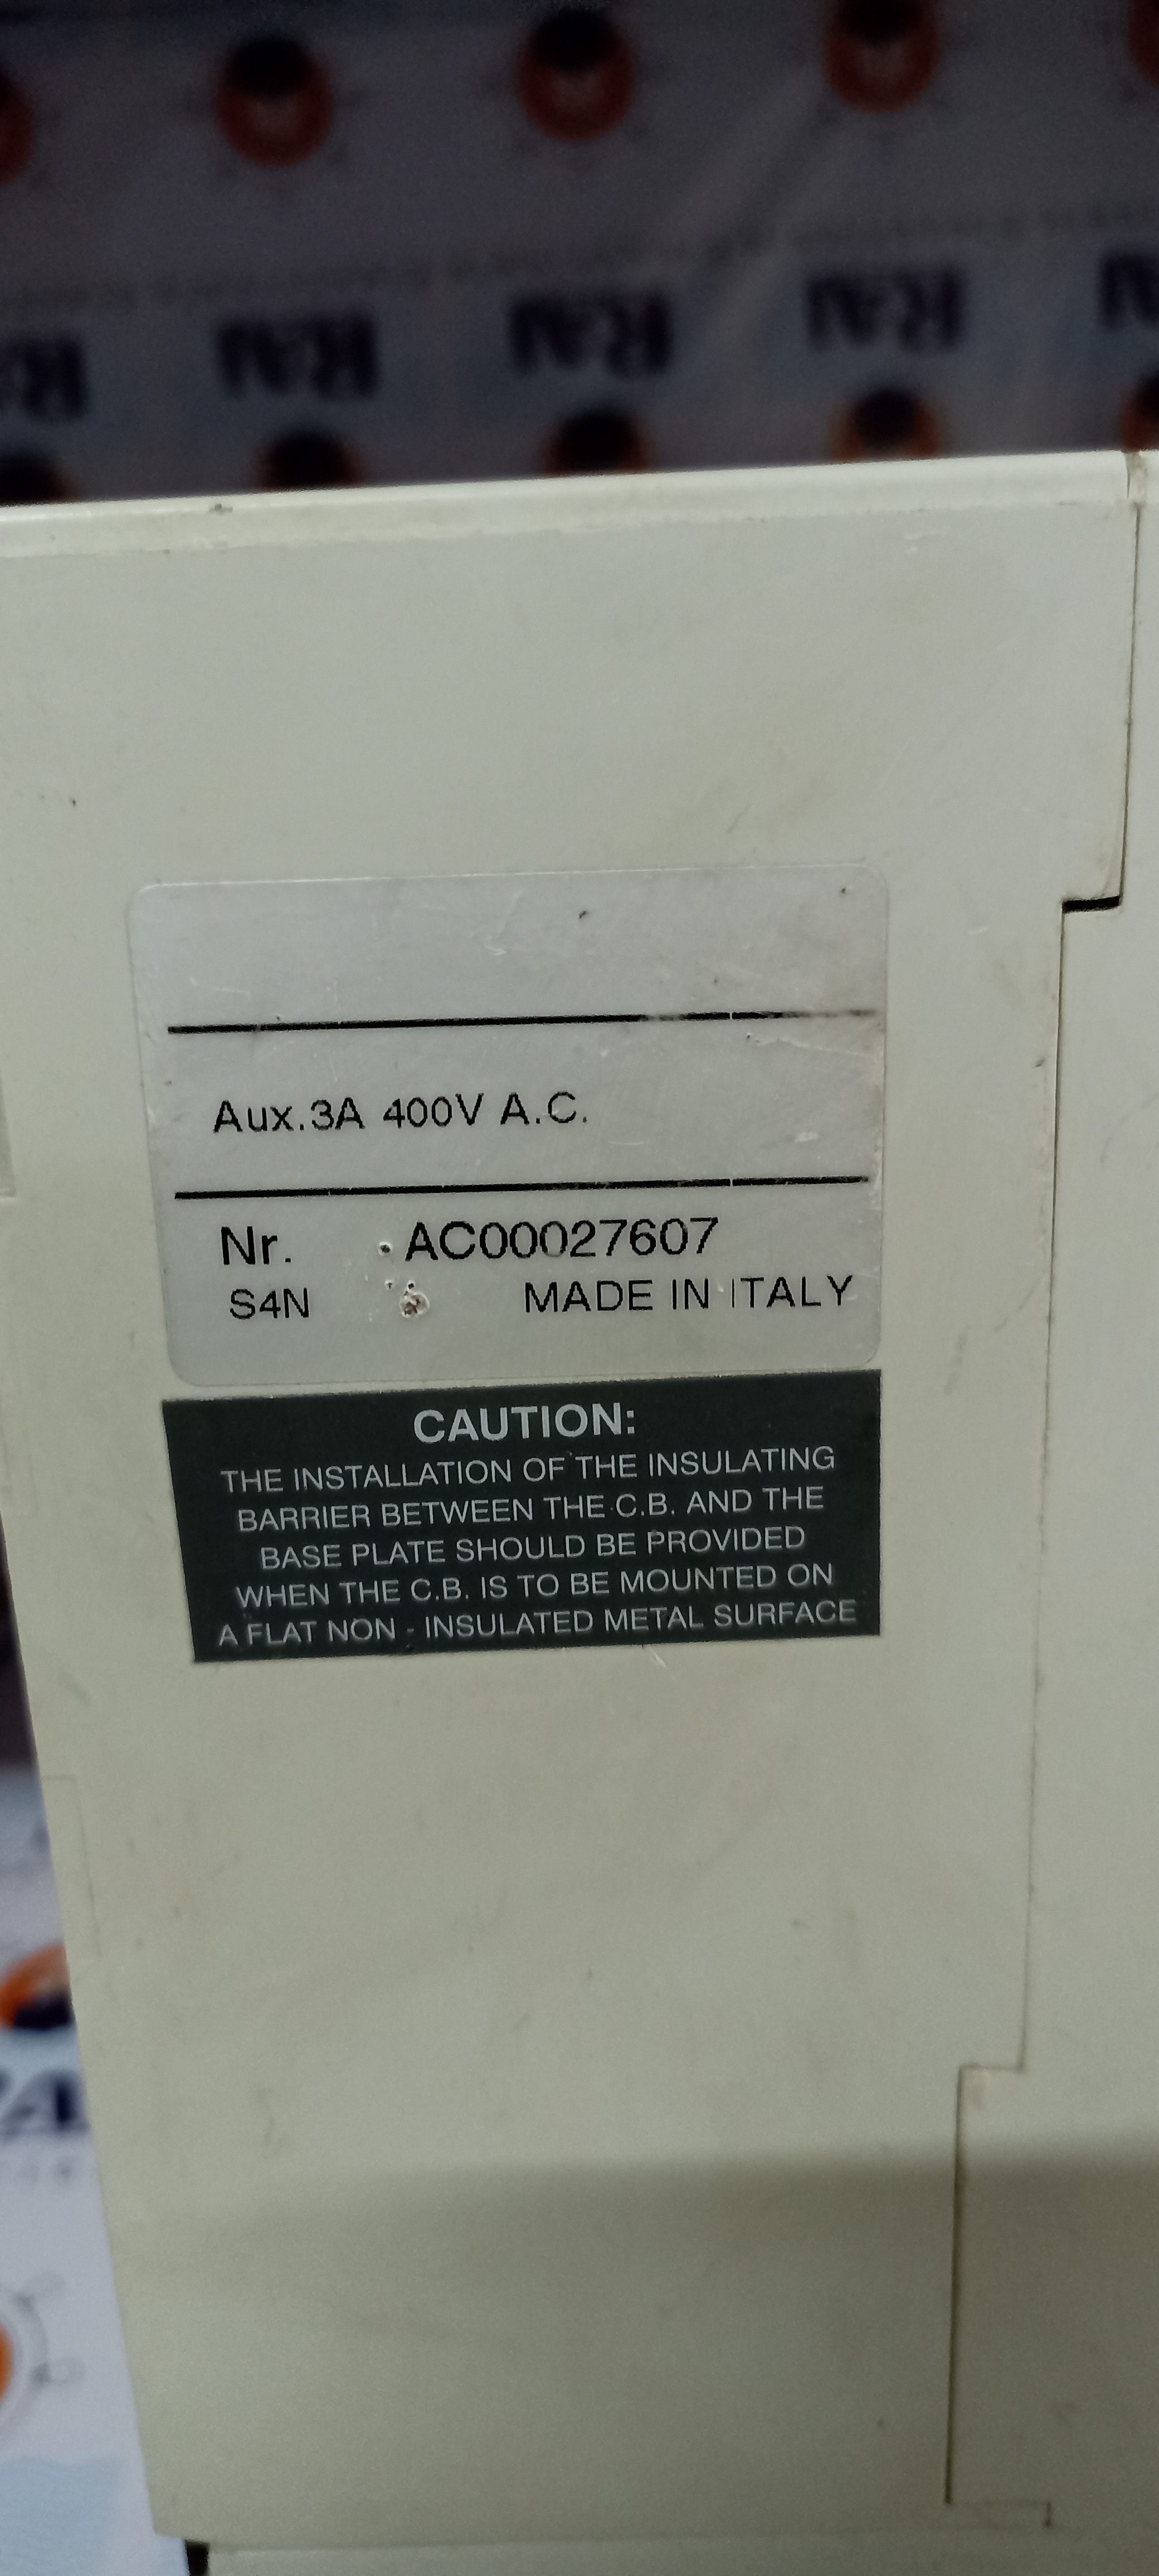 Aux.3A 400V A.C.
Nr. AC00027607
S4N MADE IN ITALY
CAUTION:
THE INSTALLATION OF THE INSULATING
BARRIER BETWEEN THE C.B. AND THE
BASE PLATE SHOULD BE PROVIDED
WHEN THE C.B. IS TO BE MOUNTED ON
A FLAT NON - INSULATED METAL SURFACE